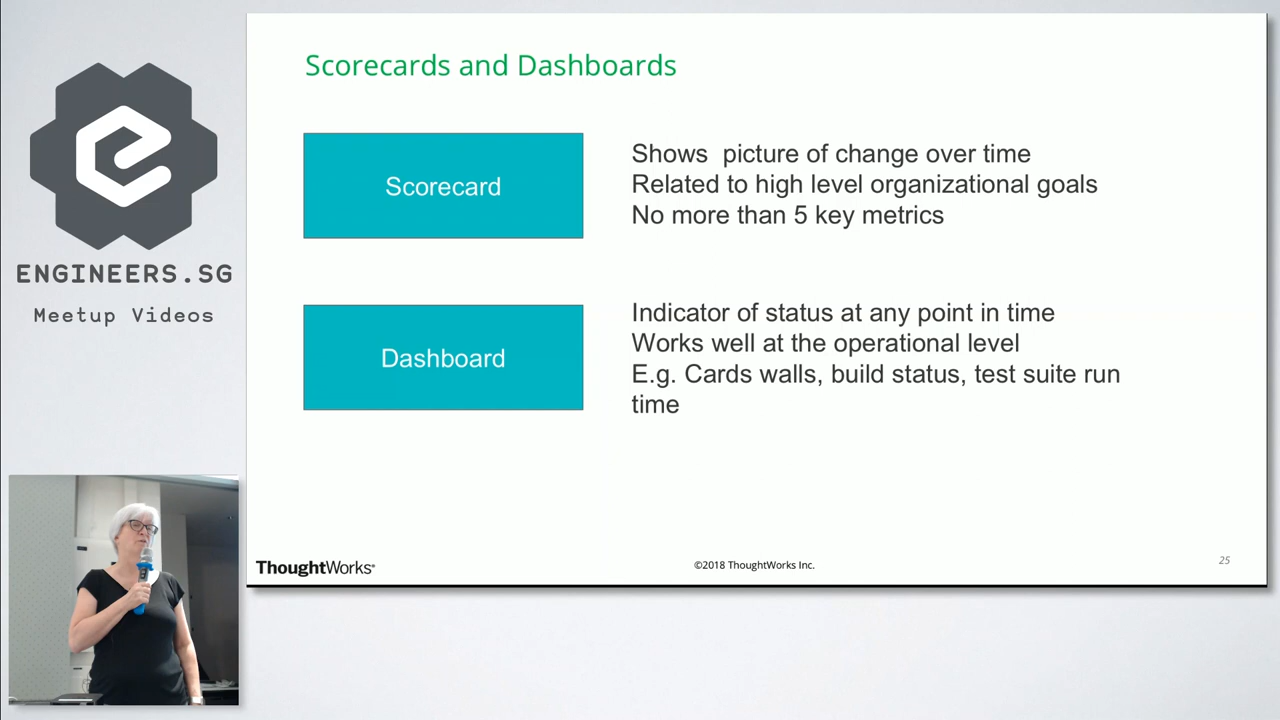 ENGINEERS.SG
Meetup Videos
Scorecards and Dashboards
Scorecard
Shows  picture of change over time
Related to high level organizational goals
No more than 5 key metrics
Dashboard
Indicator of status at any point in time
Works well at the operational level
E.g. Cards walls, build status, test suite run
time
ThoughtWorks®
©2018 ThoughtWorks Inc.
25